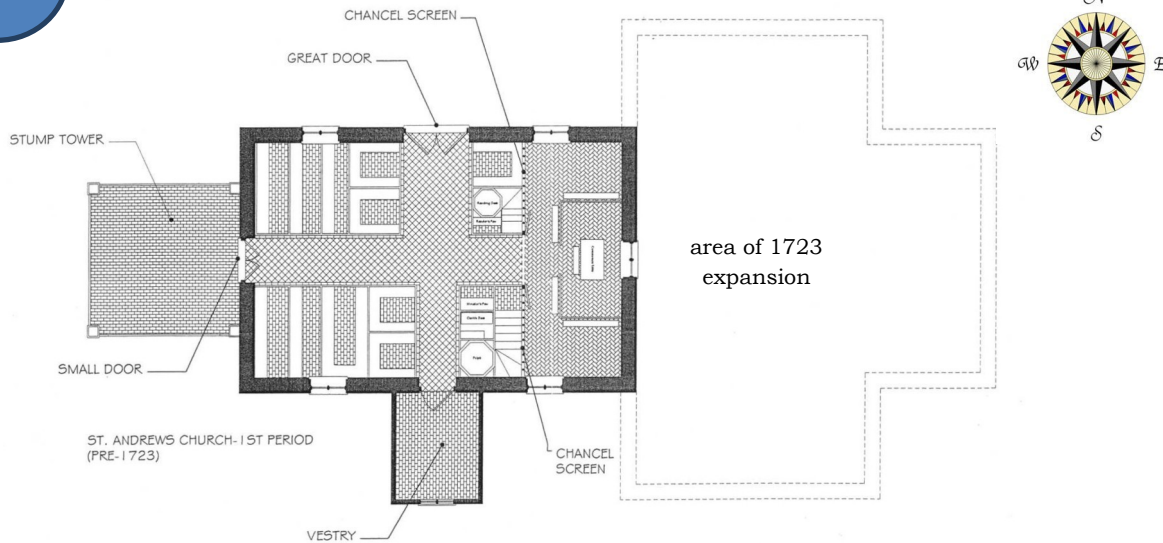 N
W
E
S
CHANCEL SCREEN
GREAT DOOR
STUMP TOWER
area of 1723
expansion
SMALL DOOR
ST. ANDREWS CHURCH-1ST PERIOD
(PRE-1723)
CHANCEL
SCREEN
VESTRY